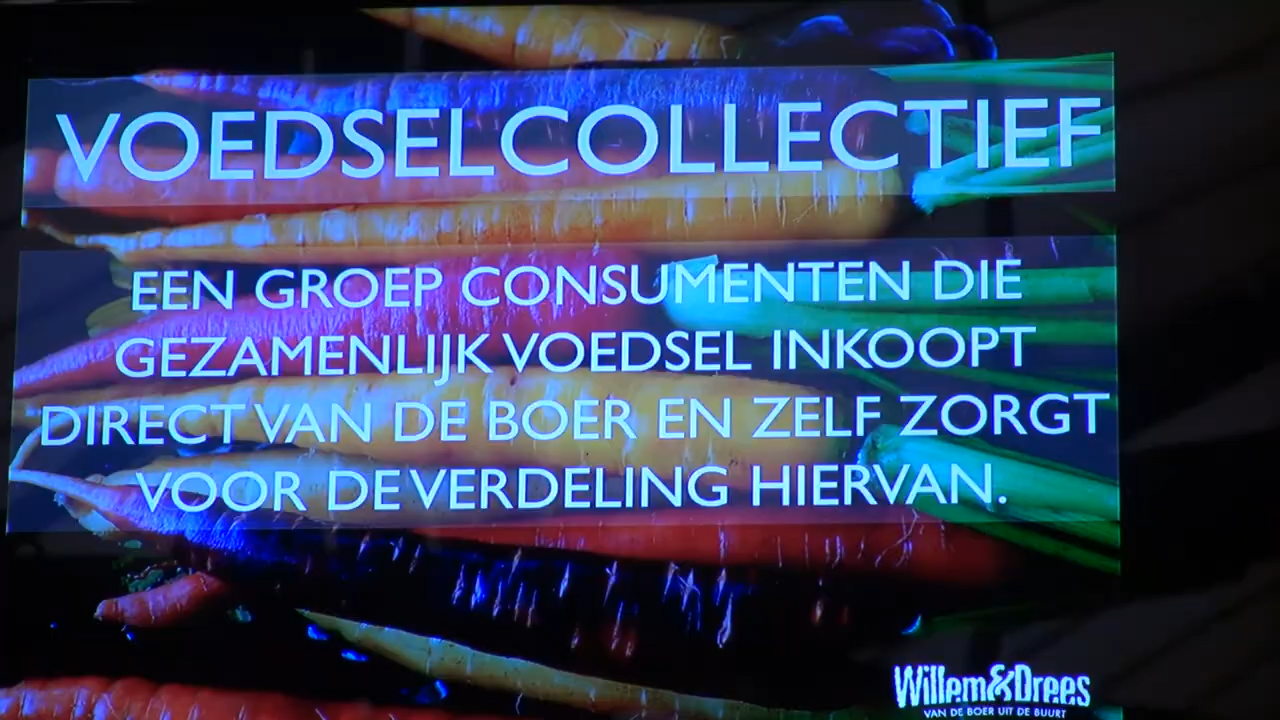 VOEDSELCOLLECTIEF
EEN GROEP CONSUMENTEN DIE
GEZAMENLIJK VOEDSEL INKOOPT
DIRECT VAN DE BOER EN ZELF ZORGT
VOOR DE VERDELING HIERVAN.
Willem&Drees
VAN DE BOER UIT DE BUURT